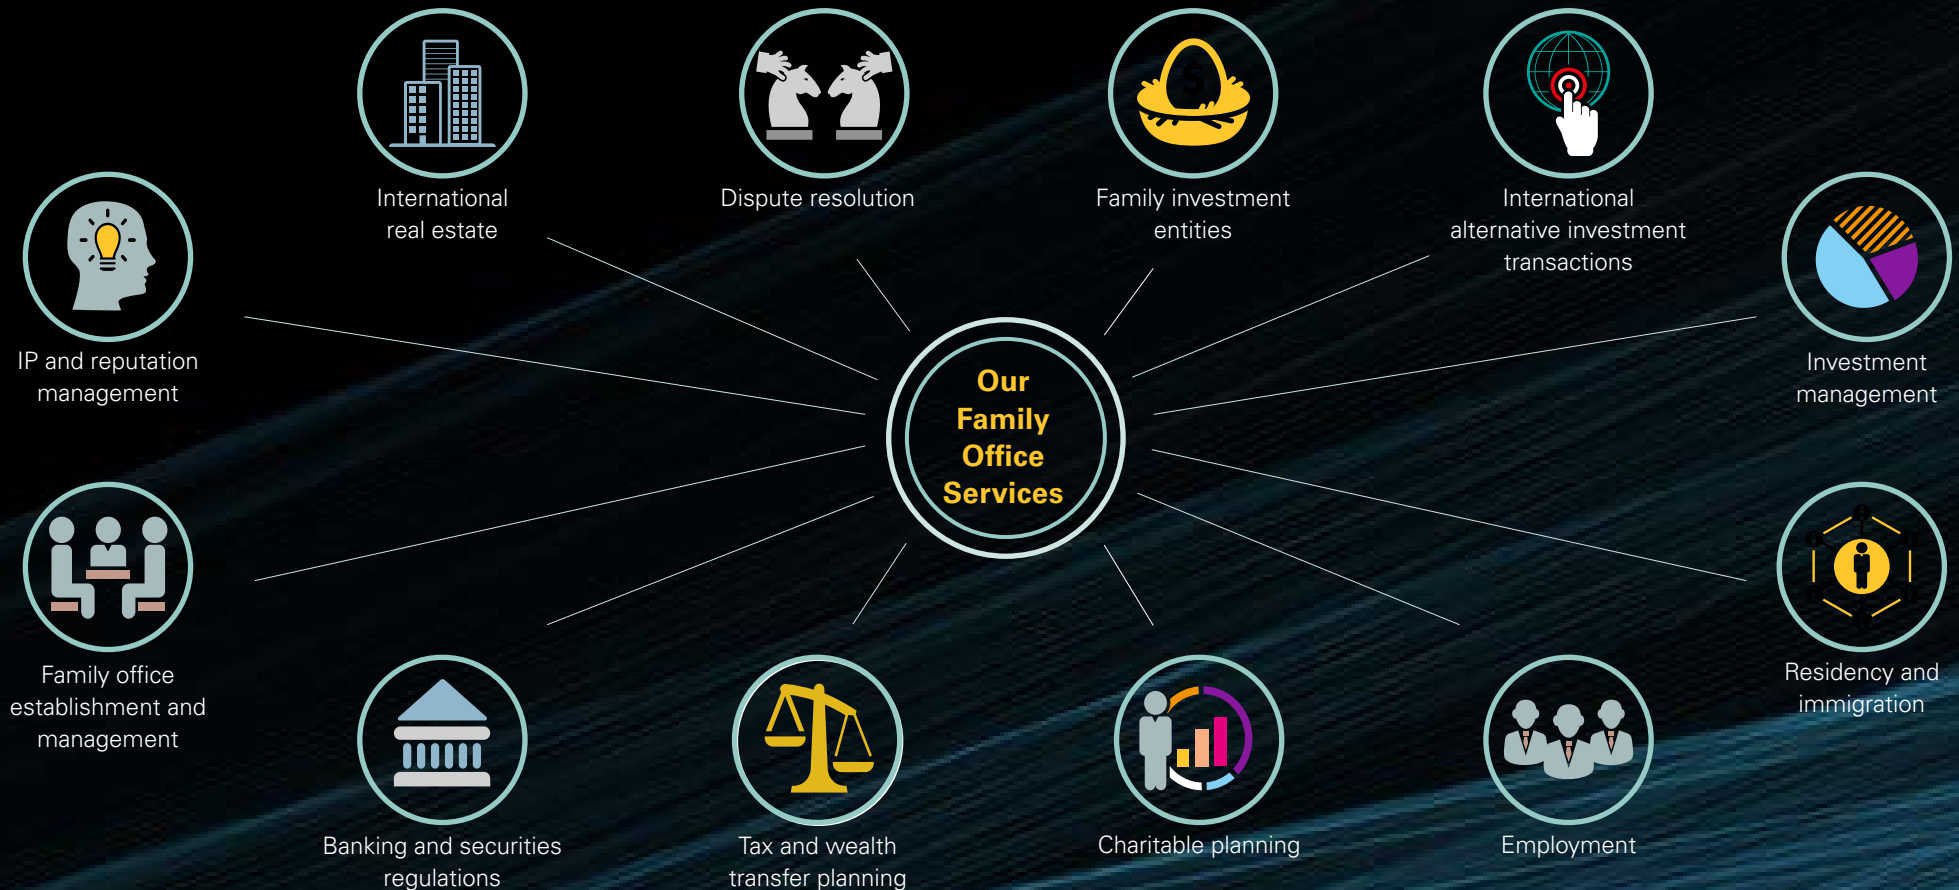 International
real estate
Dispute resolution
Family investment
entities
International
alternative investment
transactions
IP and reputation
management
Investment
management
Our
Family
Office
Services
Family office
establishment and
management
Residency and
immigration
Banking and securities
regulations
Tax and wealth
transfer planning
Charitable planning
Employment